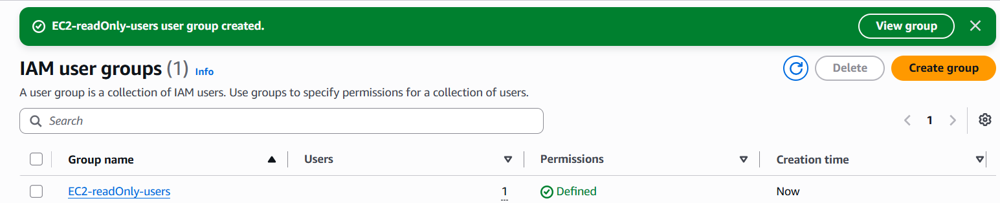 EC2-readOnly-users user group created.
View group
IAM user groups (1) Info
Delete
Create group
A user group is a collection of IAM users. Use groups to specify permissions for a collection of users.
Search
1
Group name
Users
Permissions
Creation time
EC2-readOnly-users
1
Defined
Now